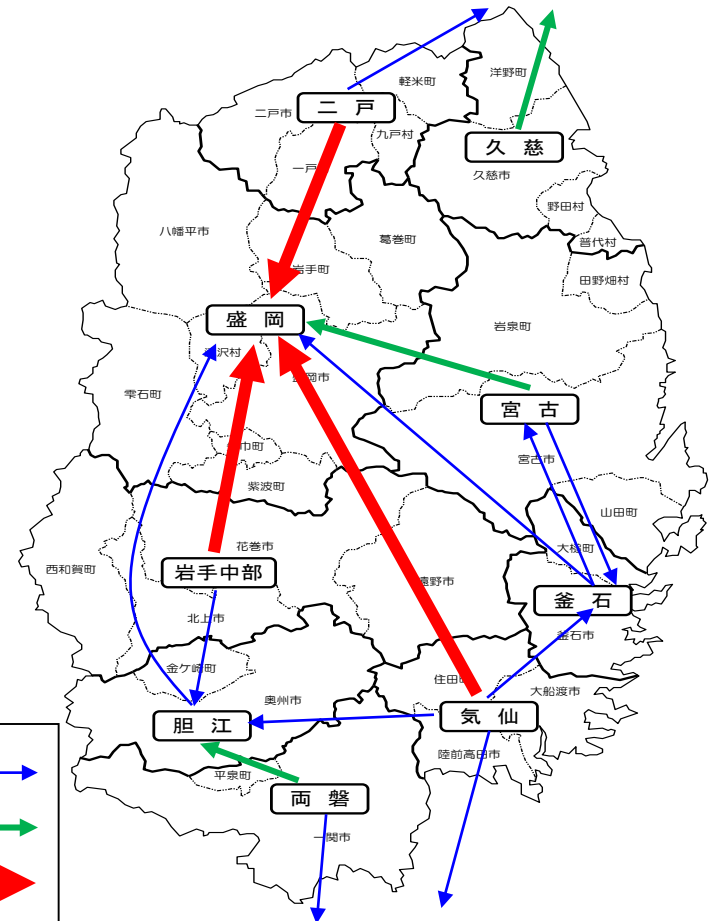 洋野町
軽米町
二戸市
二 戸
九戸村
久 慈
一戸
久慈市
野田村
八幡平市
葛巻町
普代村
岩手町
田野畑村
盛 岡
岩泉町
沢村
岡市
雫石町
宮 古
巾町
宮古市
紫波町
山田町
花巻市
大槌町
西和賀町
岩手中部
遠野市
釜 石
北上市
釜石市
金ケ崎町
住田町
大船渡市
奥州市
胆 江
気 仙
陸前高田市
平泉町
両 磐
一関市